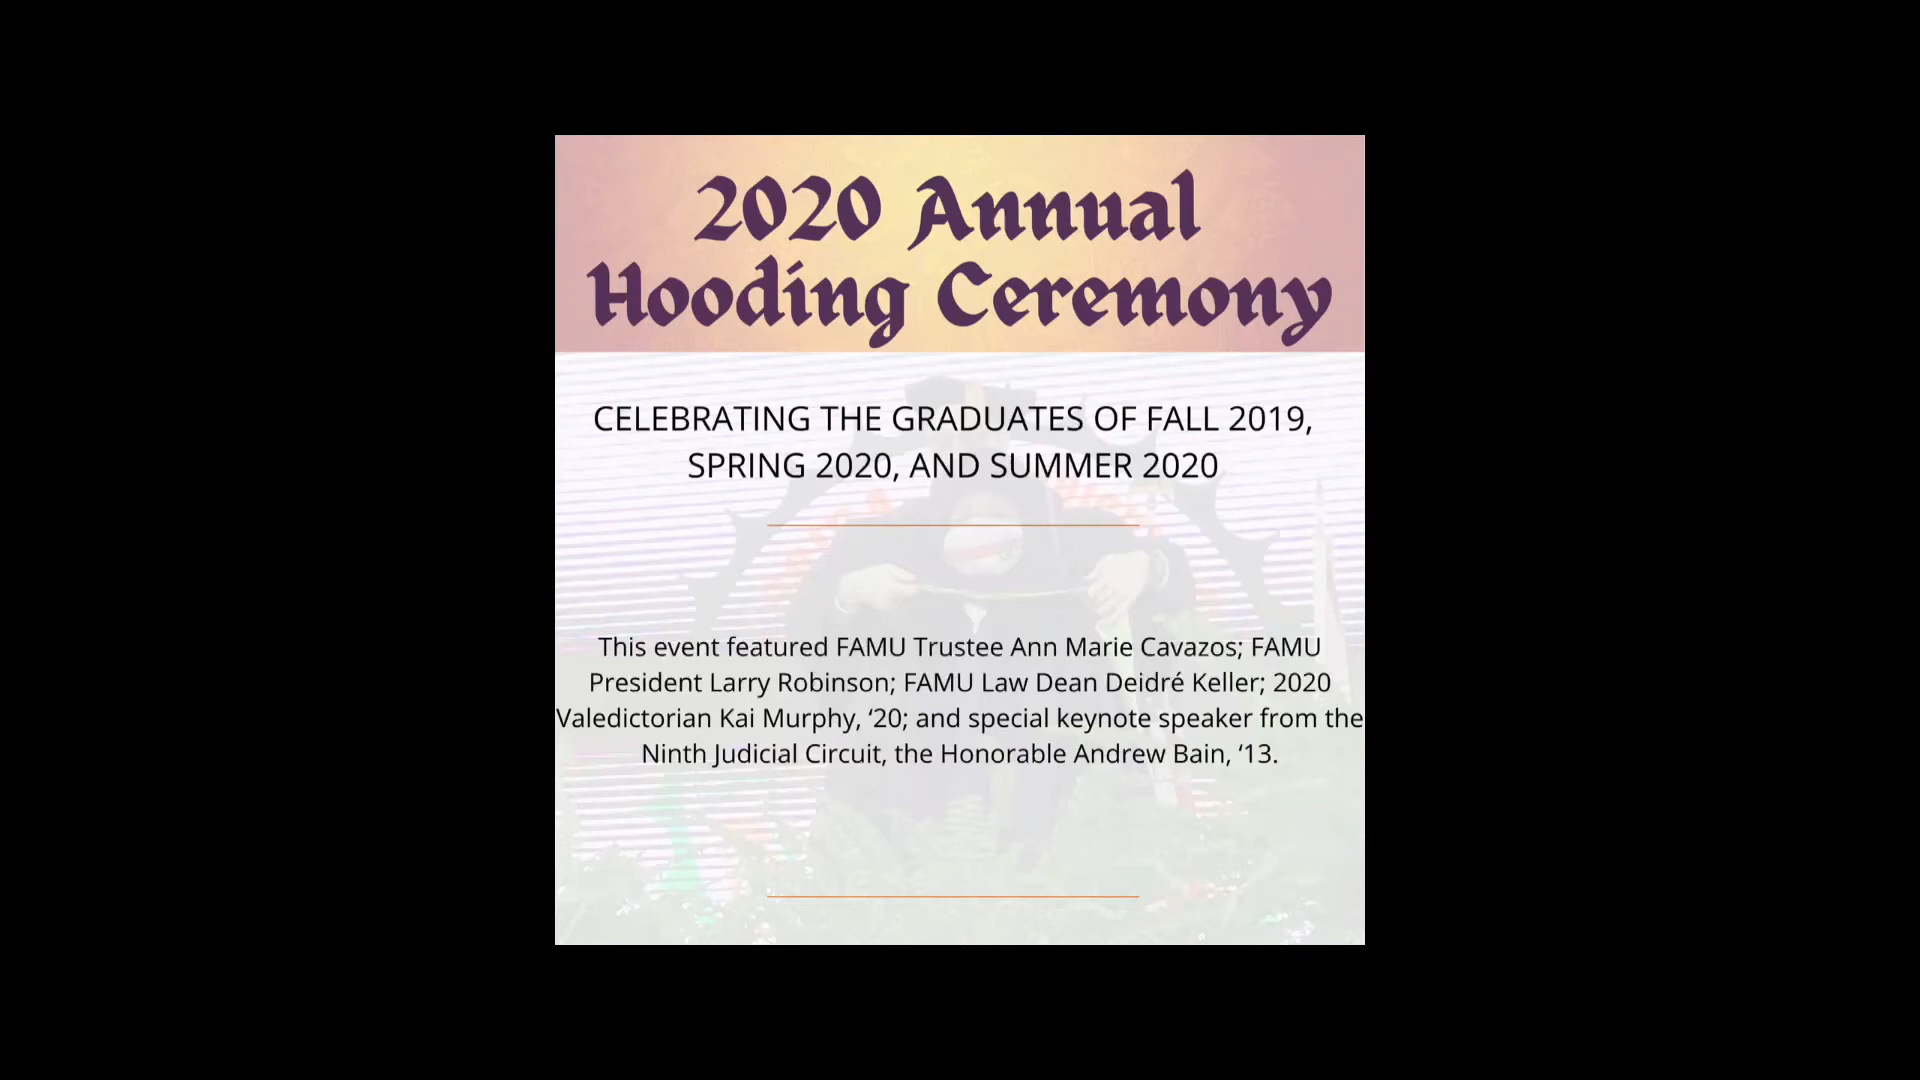 2020 Annual
Hooding Ceremony
CELEBRATING THE GRADUATES OF FALL 2019,
SPRING 2020, AND SUMMER 2020
This event featured FAMU Trustee Ann Marie Cavazos; FAMU
President Larry Robinson; FAMU Law Dean Deidré Keller; 2020
Valedictorian Kai Murphy, ‘20; and special keynote speaker from the
Ninth Judicial Circuit, the Honorable Andrew Bain, ‘13.